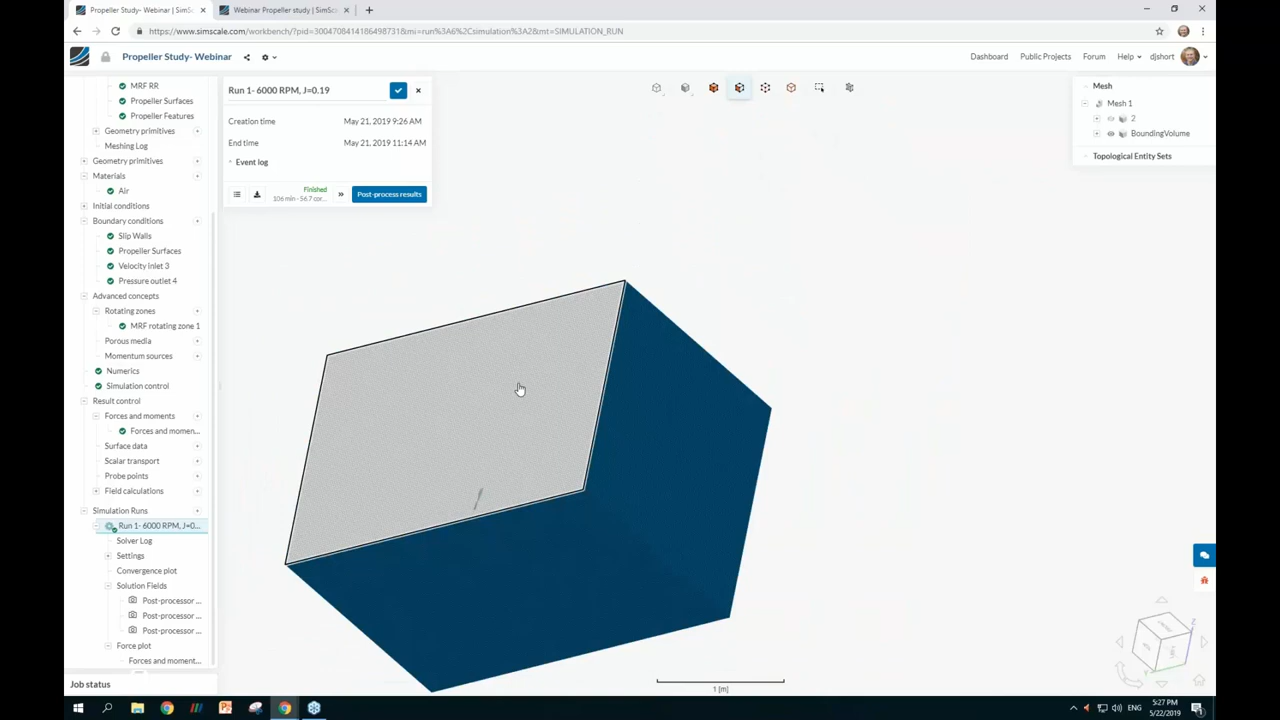 Propeller Study- Webinar | SimSc
Webinar Propeller study | SimSca
https://www.simscale.com/workbench/?pid=3004708414186498731&mi=run%3A6%2Csimulation%3A2&mt=SIMULATION_RUN
Propeller Study- Webinar
Dashboard
Public Projects
Forum
Help
djshort
MRF RR
Propeller Surfaces
Propeller Features
Geometry primitives
Meshing Log
Geometry primitives
Materials
Air
Initial conditions
Boundary conditions
Slip Walls
Propeller Surfaces
Velocity inlet 3
Pressure outlet 4
Advanced concepts
Rotating zones
MRF rotating zone 1
Porous media
Momentum sources
Numerics
Simulation control
Result control
Forces and moments
Forces and momen...
Surface data
Scalar transport
Probe points
Field calculations
Simulation Runs
Run 1- 6000 RPM, J=0...
Solver Log
Settings
Convergence plot
Solution Fields
Post-processor ...
Post-processor ...
Post-processor ...
Force plot
Forces and moment...
Job status
Run 1- 6000 RPM, J=0.19
Creation time May 21, 2019 9:26 AM
End time May 21, 2019 11:14 AM
Event log
Finished
106 min - 56.7 cor...
Post-process results
Mesh
Mesh 1
2
BoundingVolume
Topological Entity Sets
1 [m]
ENG
5:27 PM
5/22/2019